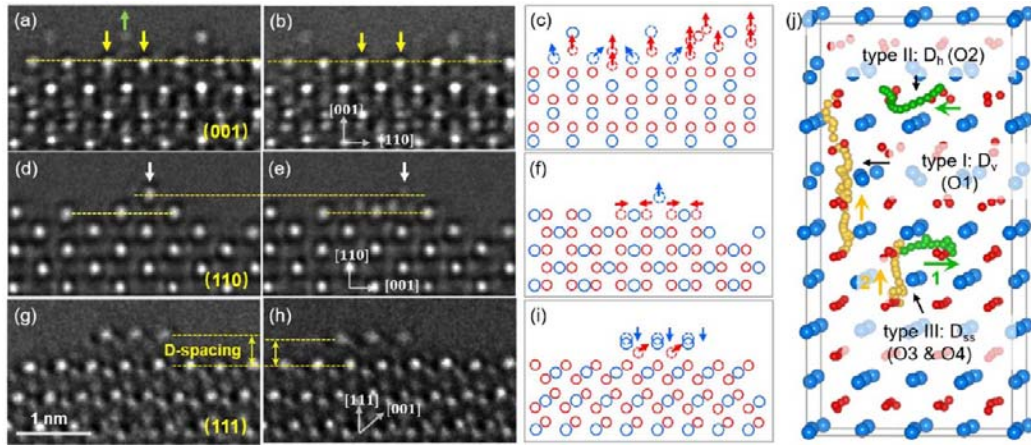 (a)
(001)
(b)
[001]
[110]
(c)
(d)
(110)
(e)
[110]
[001]
(f)
(g)
D-spacing
1 nm
(111)
(h)
[111]
[001]
(i)
(j)
type II: Dh (O2)
type I: Dv
(O1)
1
2
type III: Dss
(O3 & O4)